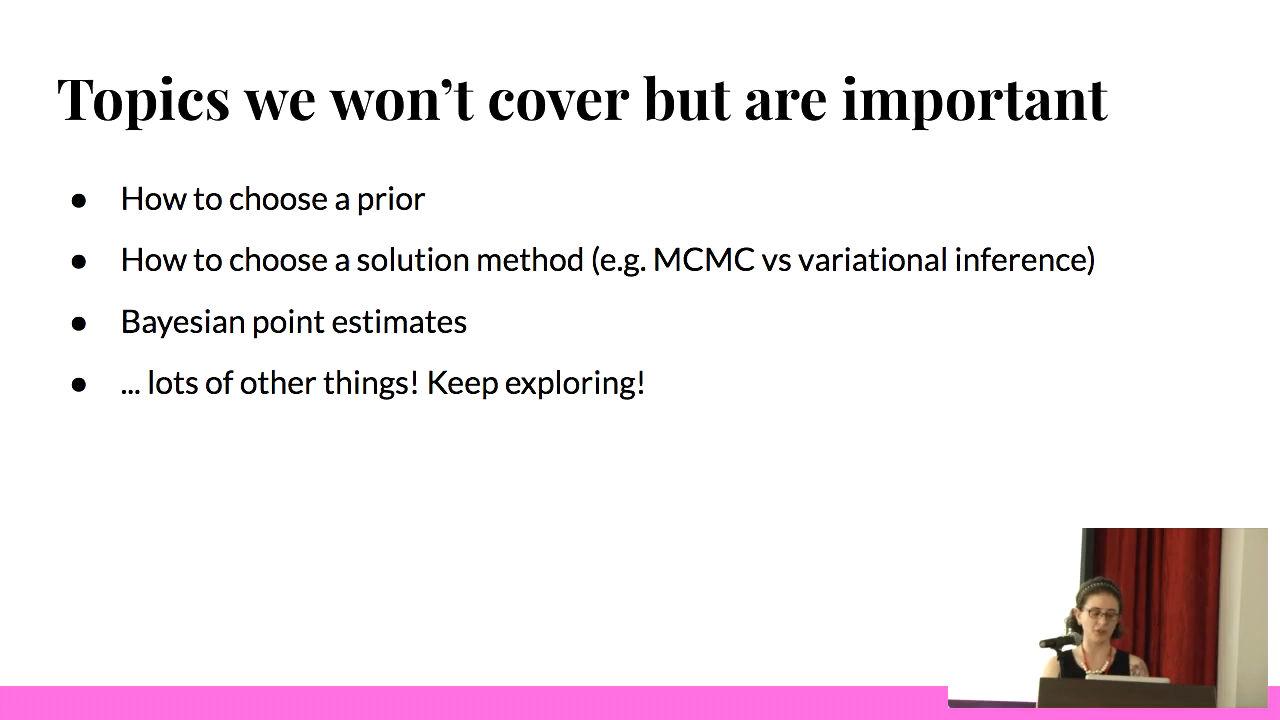 Topics we won’t cover but are important
● How to choose a prior
● How to choose a solution method (e.g. MCMC vs variational inference)
● Bayesian point estimates
● ... lots of other things! Keep exploring!